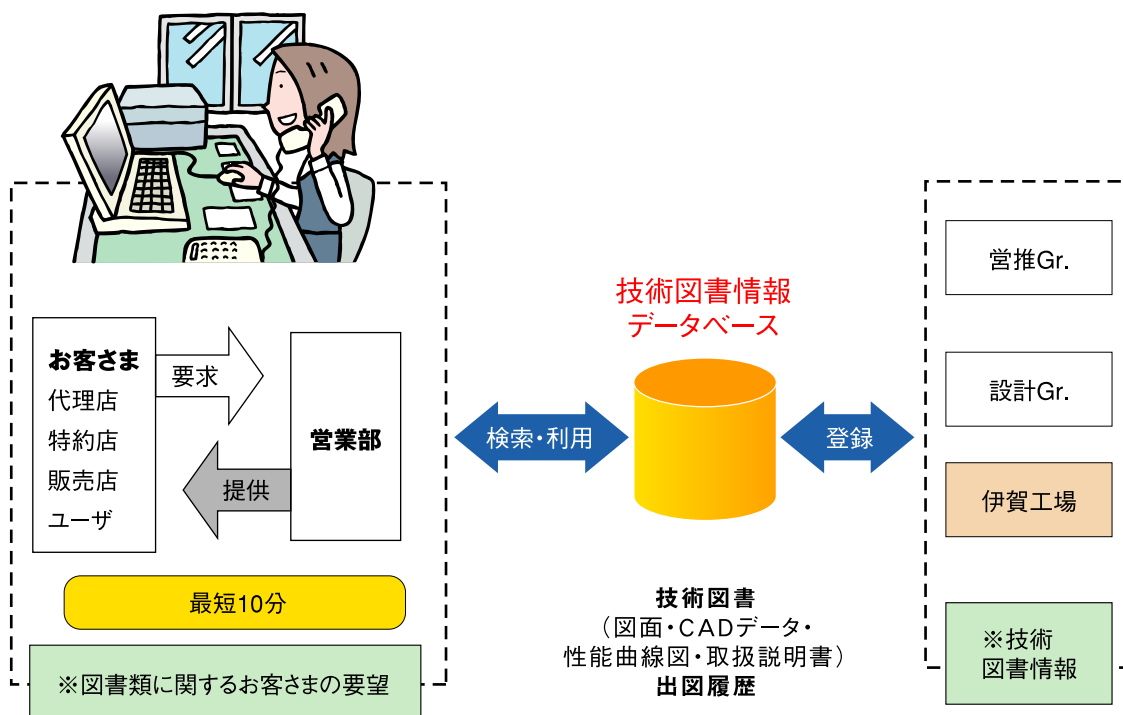 お客さま
代理店
特約店
販売店
ユーザ
要求
提供
営業部
最短10分
※図書類に関するお客さまの要望
検索・利用
技術図書情報
データベース
技術図書
（図面・CADデータ・
性能曲線図・取扱説明書）
出図履歴
登録
営推Gr.
設計Gr.
伊賀工場
※技術
図書情報